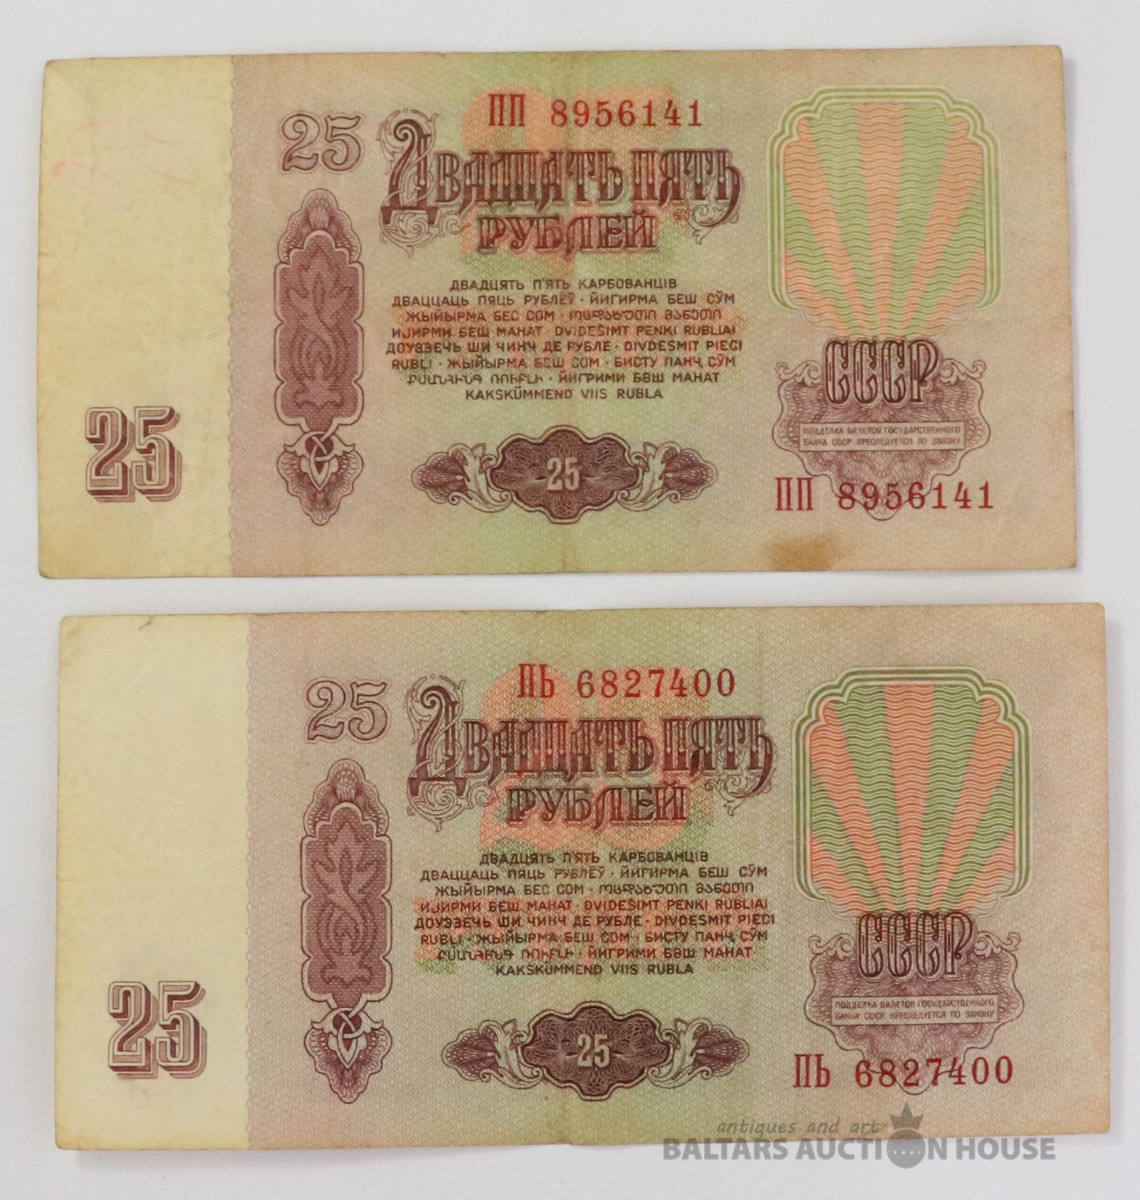 ПП 8956141
25
Двадцать пять
рублей
ДВАДЦЯТЬ П'ЯТЬ КАРБОВАНЦІВ
ДВАЦЦАЦЬ ПЯЦЬ РУБЛЁЎ · ЙИГИРМА БЕШ СЎМ
ЖЫЙЫРМА БЕС СОМ · ᲝᲪᲓᲐᲮᲣᲗᲘ ᲛᲐᲜᲔᲗᲘ
ИЈИРМИ БЕШ МАНАТ · DVIDEŠIMT PENKI RUBLIAI
ДОУЭЗЕЧЬ ШИ ЧИНЧ ДЕ РУБЛЕ · DIVDESMIT PIECI
RUBĻI · ЖЫЙЫРМА БЕШ СОМ · БИСТУ ПАНҶ СӮМ
ՔՍԱՆՀԻՆԳ ՌՈՒԲԼԻ · ЙИГРИМИ БӘШ МАНАТ
KAKSKÜMMEND VIIS RUBLA
СССР
ПОДДЕЛКА БИЛЕТОВ ГОСУДАРСТВЕННОГО
БАНКА СССР ПРЕСЛЕДУЕТСЯ ПО ЗАКОНУ
25
25
ПП 8956141
ПЬ 6827400
25
Двадцать пять
рублей
ДВАДЦЯТЬ П'ЯТЬ КАРБОВАНЦІВ
ДВАЦЦАЦЬ ПЯЦЬ РУБЛЁЎ · ЙИГИРМА БЕШ СЎМ
ЖЫЙЫРМА БЕС СОМ · ᲝᲪᲓᲐᲮᲣᲗᲘ ᲛᲐᲜᲔᲗᲘ
ИЈИРМИ БЕШ МАНАТ · DVIDEŠIMT PENKI RUBLIAI
ДОУЭЗЕЧЬ ШИ ЧИНЧ ДЕ РУБЛЕ · DIVDESMIT PIECI
RUBĻI · ЖЫЙЫРМА БЕШ СОМ · БИСТУ ПАНҶ СӮМ
ՔՍԱՆՀԻՆԳ ՌՈՒԲԼԻ · ЙИГРИМИ БӘШ МАНАТ
KAKSKÜMMEND VIIS RUBLA
СССР
ПОДДЕЛКА БИЛЕТОВ ГОСУДАРСТВЕННОГО
БАНКА СССР ПРЕСЛЕДУЕТСЯ ПО ЗАКОНУ
25
25
ПЬ 6827400
antiques and art
BALTARS AUCTION HOUSE